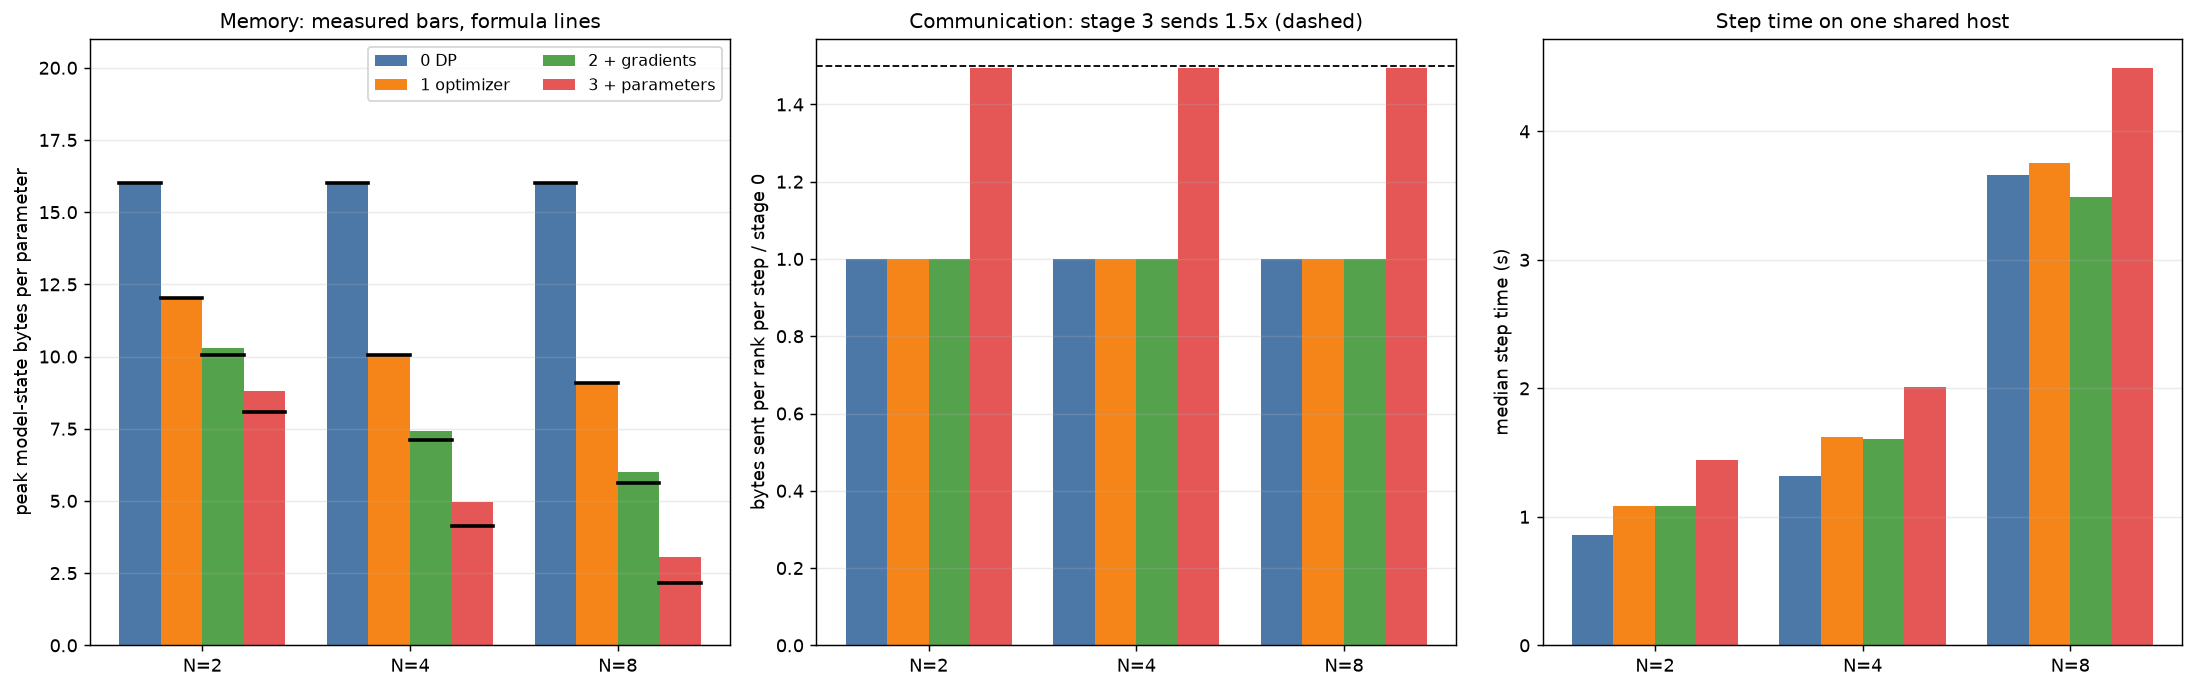 Memory: measured bars, formula lines
peak model-state bytes per parameter
20.0
17.5
15.0
12.5
10.0
7.5
5.0
2.5
0.0
0 DP
1 optimizer
2 + gradients
3 + parameters
N=2
N=4
N=8
Communication: stage 3 sends 1.5x (dashed)
bytes sent per rank per step / stage 0
1.4
1.2
1.0
0.8
0.6
0.4
0.2
0.0
N=2
N=4
N=8
Step time on one shared host
median step time (s)
4
3
2
1
0
N=2
N=4
N=8